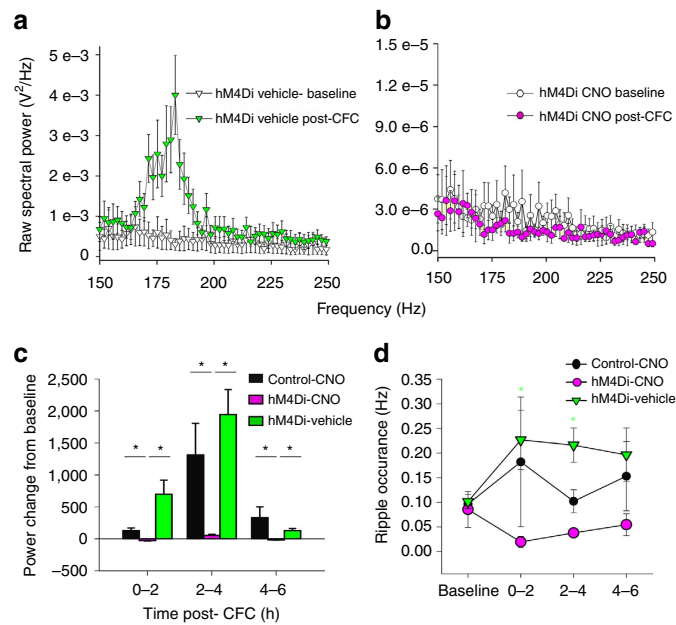 a
5 e–3
4 e–3
3 e–3
2 e–3
1 e–3
0
Raw spectral power (V²/Hz)
hM4Di vehicle- baseline
hM4Di vehicle post-CFC
150 175 200 225 250
b
1.5 e–5
1.2 e–5
9.0 e–6
6.0 e–6
3.0 e–6
0.0
hM4Di CNO baseline
hM4Di CNO post-CFC
150 175 200 225 250
Frequency (Hz)
c
Power change from baseline
2,500
2,000
1,500
1,000
500
0
–500
* * * * * *
Control-CNO
hM4Di-CNO
hM4Di-vehicle
0–2 2–4 4–6
Time post- CFC (h)
d
Ripple occurance (Hz)
0.35
0.30
0.25
0.20
0.15
0.10
0.05
0.00
* *
Control-CNO
hM4Di-CNO
hM4Di-vehicle
Baseline 0–2 2–4 4–6